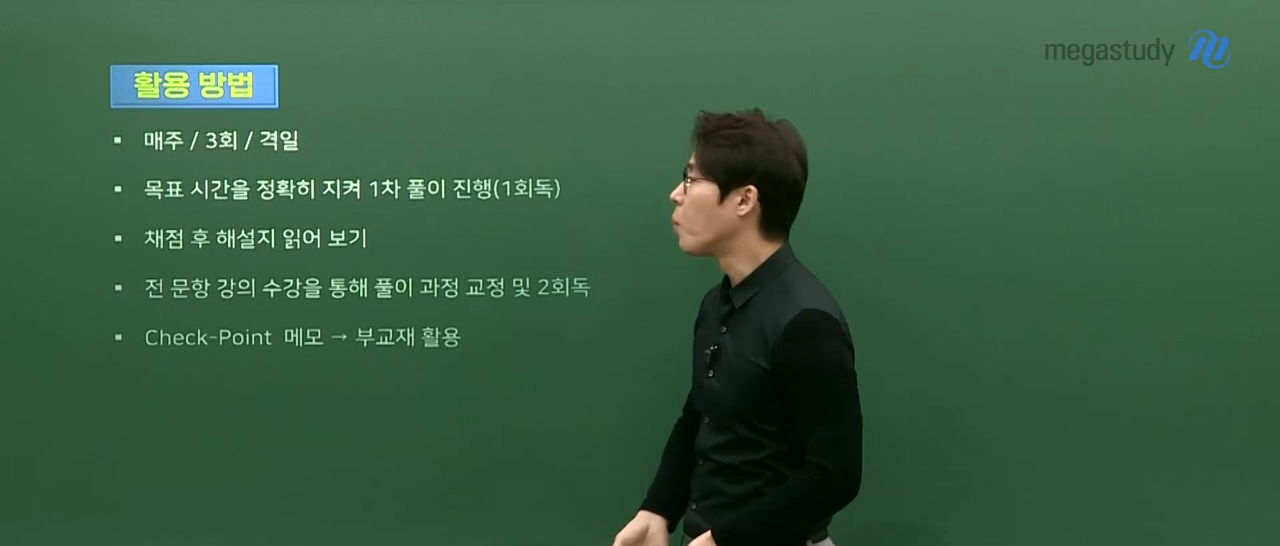 megastudy
활용 방법
▪ 매주 / 3회 / 격일
▪ 목표 시간을 정확히 지켜 1차 풀이 진행(1회독)
▪ 채점 후 해설지 읽어 보기
▪ 전 문항 강의 수강을 통해 풀이 과정 교정 및 2회독
▪ Check-Point 메모 → 부교재 활용